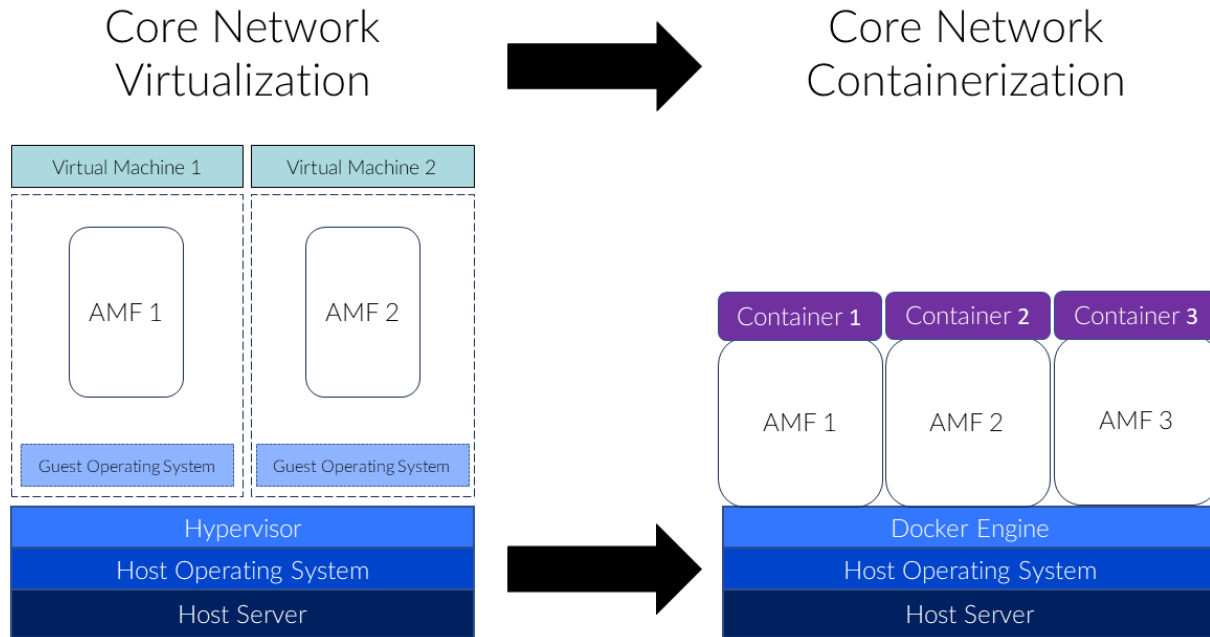 Core Network
Virtualization
Core Network
Containerization
Virtual Machine 1
Virtual Machine 2
AMF 1
AMF 2
Guest Operating System
Guest Operating System
Hypervisor
Host Operating System
Host Server
Container 1
Container 2
Container 3
AMF 1
AMF 2
AMF 3
Docker Engine
Host Operating System
Host Server